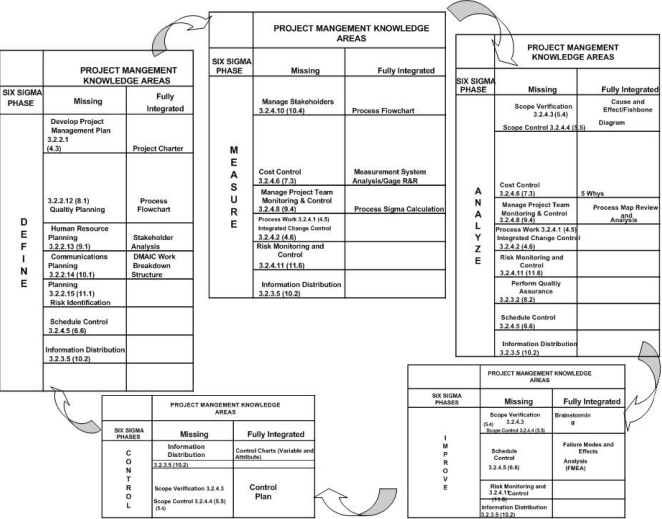 PROJECT MANGEMENT KNOWLEDGE
AREAS
SIX SIGMA
PHASE
Missing
Fully
Integrated
D
E
F
I
N
E
Develop Project
Management Plan
3.2.2.1
(4.3)
Project Charter
3.2.2.12 (8.1)
Qualtiy Planning
Process
Flowchart
Human Resource
Planning
3.2.2.13 (9.1)
Stakeholder
Analysis
Communications
Planning
3.2.2.14 (10.1)
DMAIC Work
Breakdown
Structure
Planning
3.2.2.15 (11.1)
Risk Identification
Schedule Control
3.2.4.5 (6.6)
Information Distribution
3.2.3.5 (10.2)
PROJECT MANGEMENT KNOWLEDGE
AREAS
SIX SIGMA
PHASE
Missing
Fully Integrated
M
E
A
S
U
R
E
Manage Stakeholders
3.2.4.10 (10.4)
Process Flowchart
Cost Control
3.2.4.6 (7.3)
Measurement System
Analysis/Gage R&R
Manage Project Team
Monitoring & Control
3.2.4.8 (9.4)
Process Sigma Calculation
Process Work 3.2.4.1 (4.5)
Integrated Change Control
3.2.4.2 (4.6)
Risk Monitoring and
Control
3.2.4.11 (11.6)
Information Distribution
3.2.3.5 (10.2)
PROJECT MANGEMENT
KNOWLEDGE AREAS
SIX SIGMA
PHASE
Missing
Fully Integrated
A
N
A
L
Y
Z
E
Scope Verification
3.2.4.3 (5.4)
Scope Control 3.2.4.4 (5.5)
Cause and
Effect/Fishbone
Diagram
Cost Control
3.2.4.6 (7.3)
5 Whys
Manage Project Team
Monitoring & Control
3.2.4.8 (9.4)
Process Map Review
and
Analysis
Process Work 3.2.4.1 (4.5)
Integrated Change Control
3.2.4.2 (4.6)
Risk Monitoring and
Control
3.2.4.11 (11.6)
Perform Qualtiy
Assurance
3.2.3.2 (8.2)
Schedule Control
3.2.4.5 (6.6)
Information Distribution
3.2.3.5 (10.2)
PROJECT MANGEMENT KNOWLEDGE
AREAS
SIX SIGMA
PHASES
Missing
Fully Integrated
I
M
P
R
O
V
E
Scope Verification
3.2.4.3
(5.4)
Scope Control 3.2.4.4 (5.5)
Brainstormin
g
Schedule
Control
3.2.4.5 (6.6)
Failure Modes and
Effects
Analysis
(FMEA)
Risk Monitoring and
3.2.4.11Control
(11.6)
Information Distribution
3.2.3.5 (10.2)
PROJECT MANGEMENT KNOWLEDGE
AREAS
SIX SIGMA
PHASES
Missing
Fully Integrated
C
O
N
T
R
O
L
Information
Distribution
3.2.3.5 (10.2)
Control Charts (Variable and
Attribute)
Scope Verification 3.2.4.3
Scope Control 3.2.4.4 (5.5)
(5.4)
Control
Plan